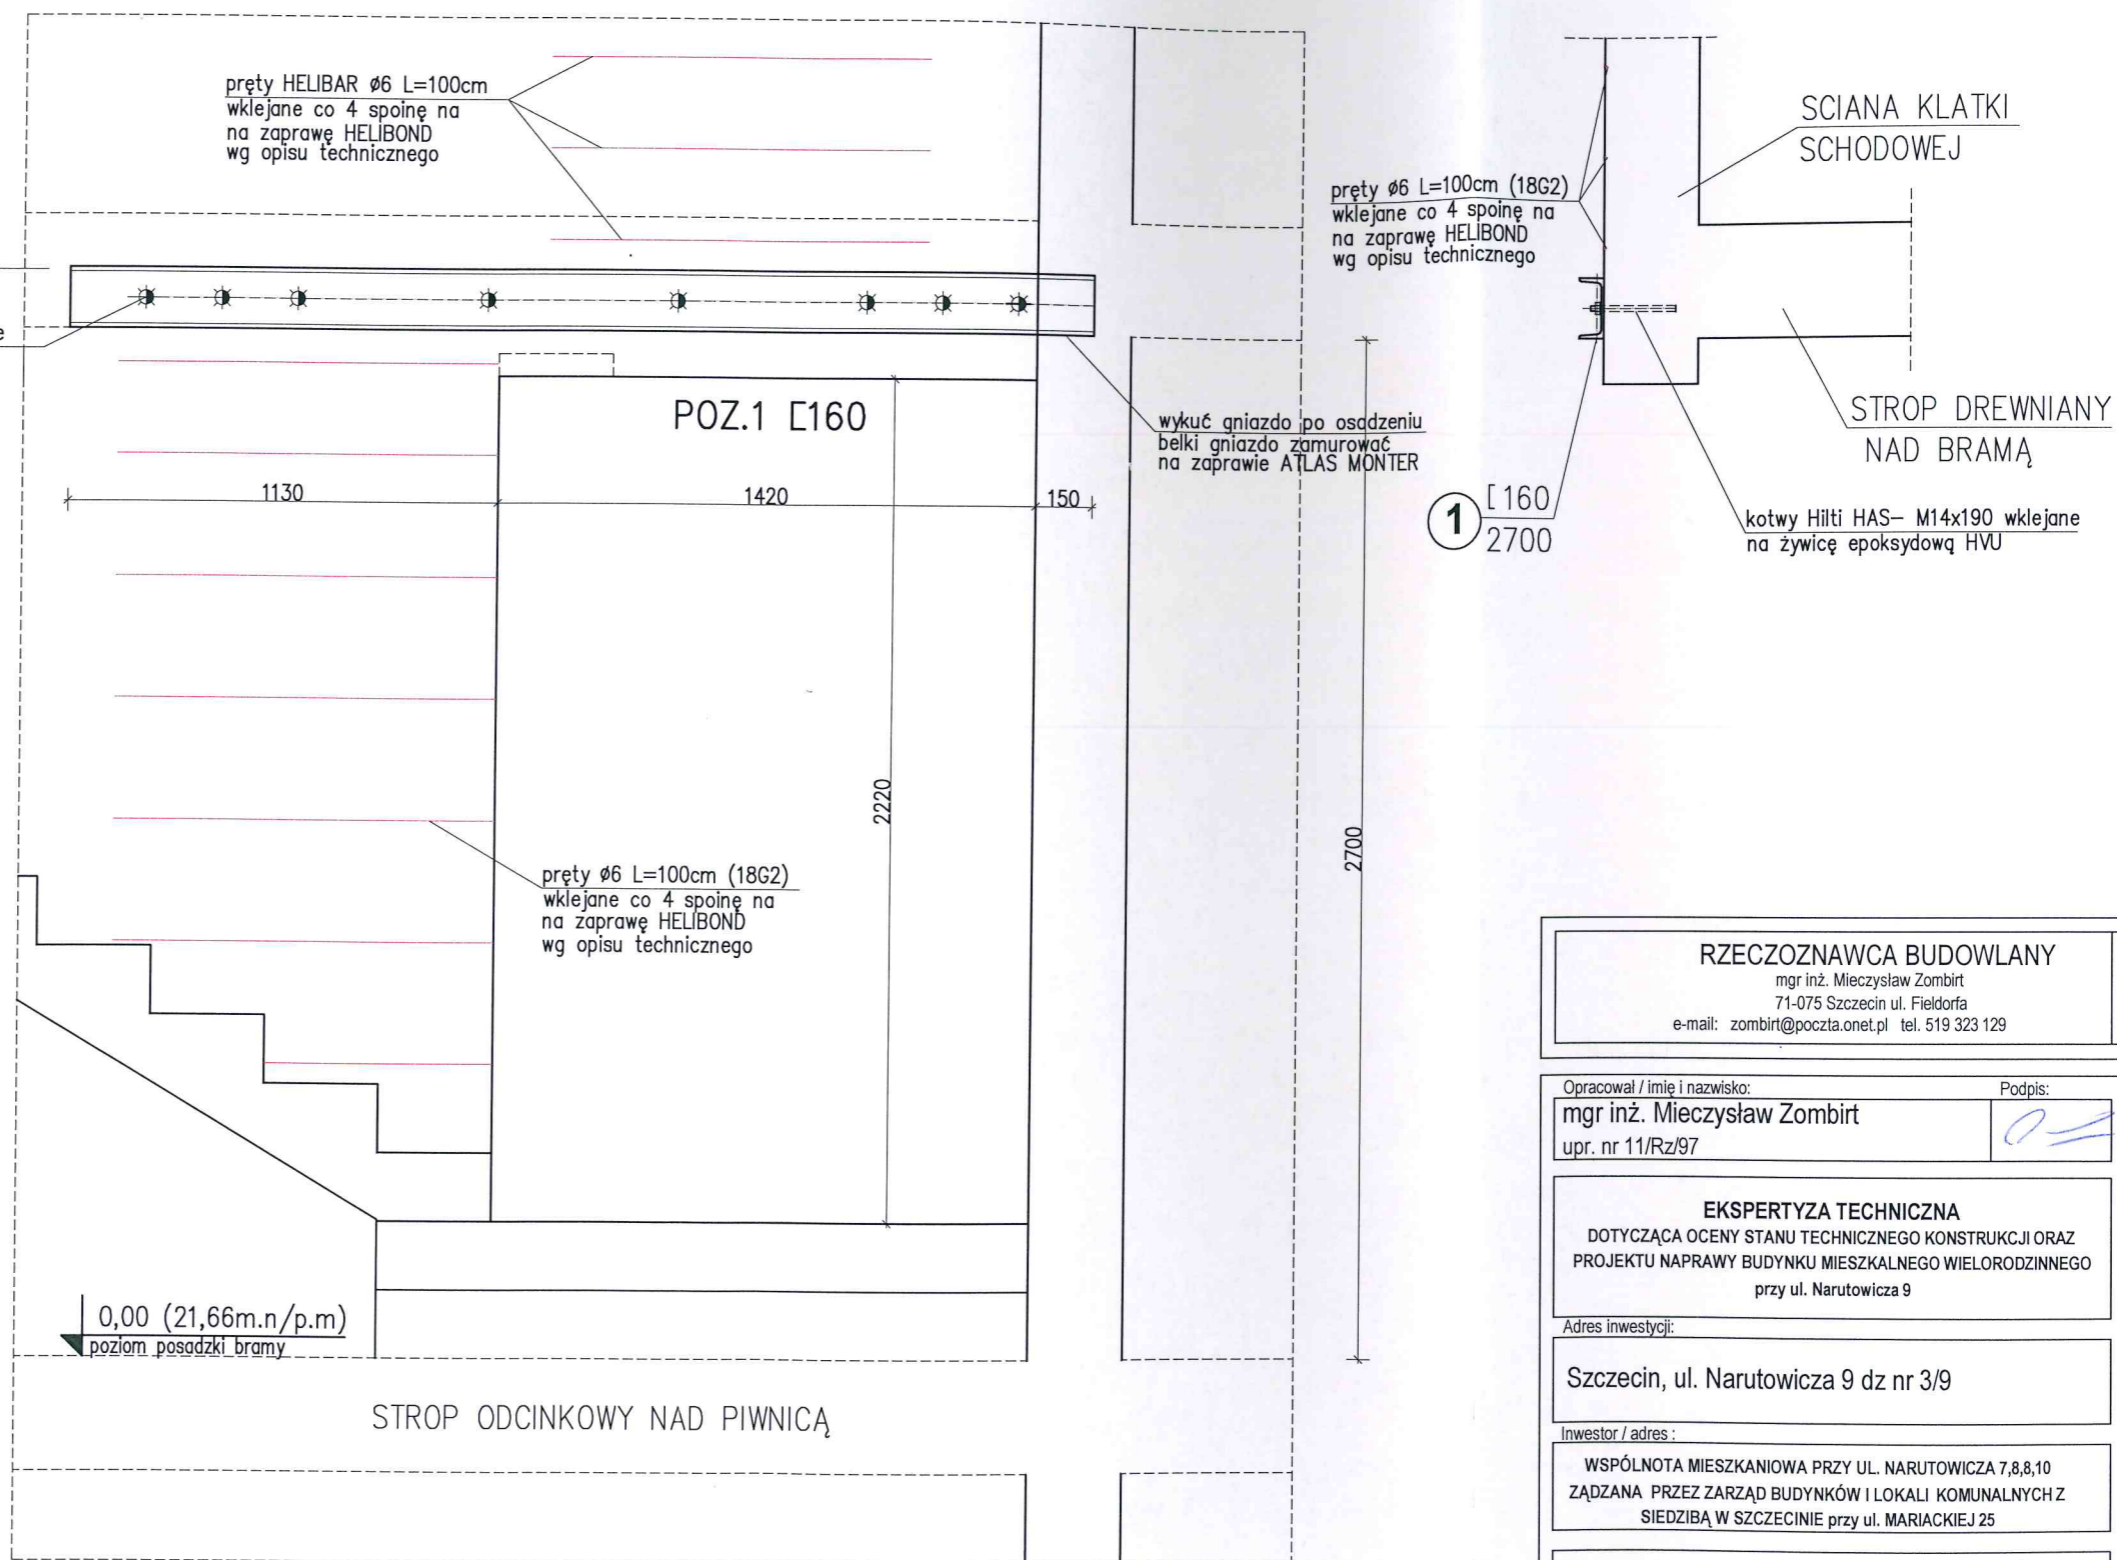 pręty HELIBAR ø6 L=100cm
wklejane co 4 spoinę na
na zaprawę HELIBOND
wg opisu technicznego
SCIANA KLATKI
SCHODOWEJ
pręty ø6 L=100cm (18G2)
wklejane co 4 spoinę na
na zaprawę HELIBOND
wg opisu technicznego
e
POZ.1 [160
wykuć gniazdo po osadzeniu
belki gniazdo zamurować
na zaprawie ATLAS MONTER
STROP DREWNIANY
NAD BRAMĄ
1130
1420
150
1
[160
2700
kotwy Hilti HAS– M14x190 wklejane
na żywicę epoksydową HVU
2220
2700
pręty ø6 L=100cm (18G2)
wklejane co 4 spoinę na
na zaprawę HELIBOND
wg opisu technicznego
0,00 (21,66m.n/p.m)
poziom posadzki bramy
STROP ODCINKOWY NAD PIWNICĄ
RZECZOZNAWCA BUDOWLANY
mgr inż. Mieczysław Zombirt
71-075 Szczecin ul. Fieldorfa
e-mail: zombirt@poczta.onet.pl tel. 519 323 129
Opracował / imię i nazwisko:
Podpis:
mgr inż. Mieczysław Zombirt
upr. nr 11/Rz/97
EKSPERTYZA TECHNICZNA
DOTYCZĄCA OCENY STANU TECHNICZNEGO KONSTRUKCJI ORAZ
PROJEKTU NAPRAWY BUDYNKU MIESZKALNEGO WIELORODZINNEGO
przy ul. Narutowicza 9
Adres inwestycji:
Szczecin, ul. Narutowicza 9 dz nr 3/9
Inwestor / adres :
WSPÓLNOTA MIESZKANIOWA PRZY UL. NARUTOWICZA 7,8,8,10
ZĄDZANA PRZEZ ZARZĄD BUDYNKÓW I LOKALI KOMUNALNYCH Z
SIEDZIBĄ W SZCZECINIE przy ul. MARIACKIEJ 25